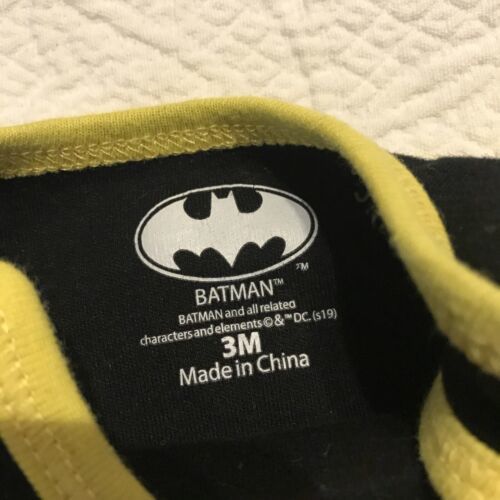 TM
BATMAN™
BATMAN and all related
characters and elements © & ™ DC. (s19)
3M
Made in China